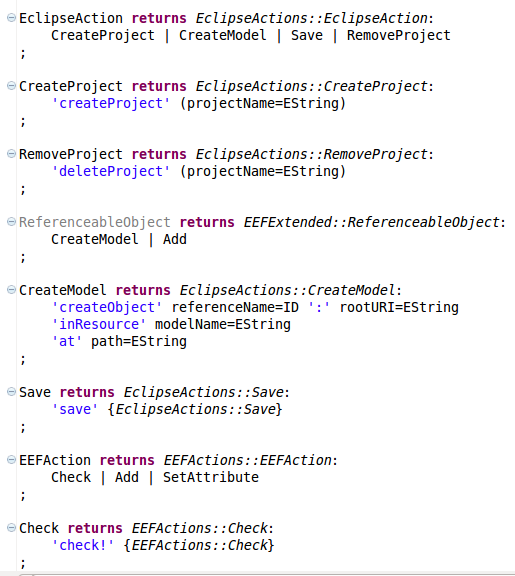 EclipseAction returns EclipseActions::EclipseAction:
CreateProject | CreateModel | Save | RemoveProject
;
CreateProject returns EclipseActions::CreateProject:
'createProject' (projectName=EString)
;
RemoveProject returns EclipseActions::RemoveProject:
'deleteProject' (projectName=EString)
;
ReferenceableObject returns EEFExtended::ReferenceableObject:
CreateModel | Add
;
CreateModel returns EclipseActions::CreateModel:
'createObject' referenceName=ID ':' rootURI=EString
'inResource' modelName=EString
'at' path=EString
;
Save returns EclipseActions::Save:
'save' {EclipseActions::Save}
;
EEFAction returns EEFActions::EEFAction:
Check | Add | SetAttribute
;
Check returns EEFActions::Check:
'check!' {EEFActions::Check}
;